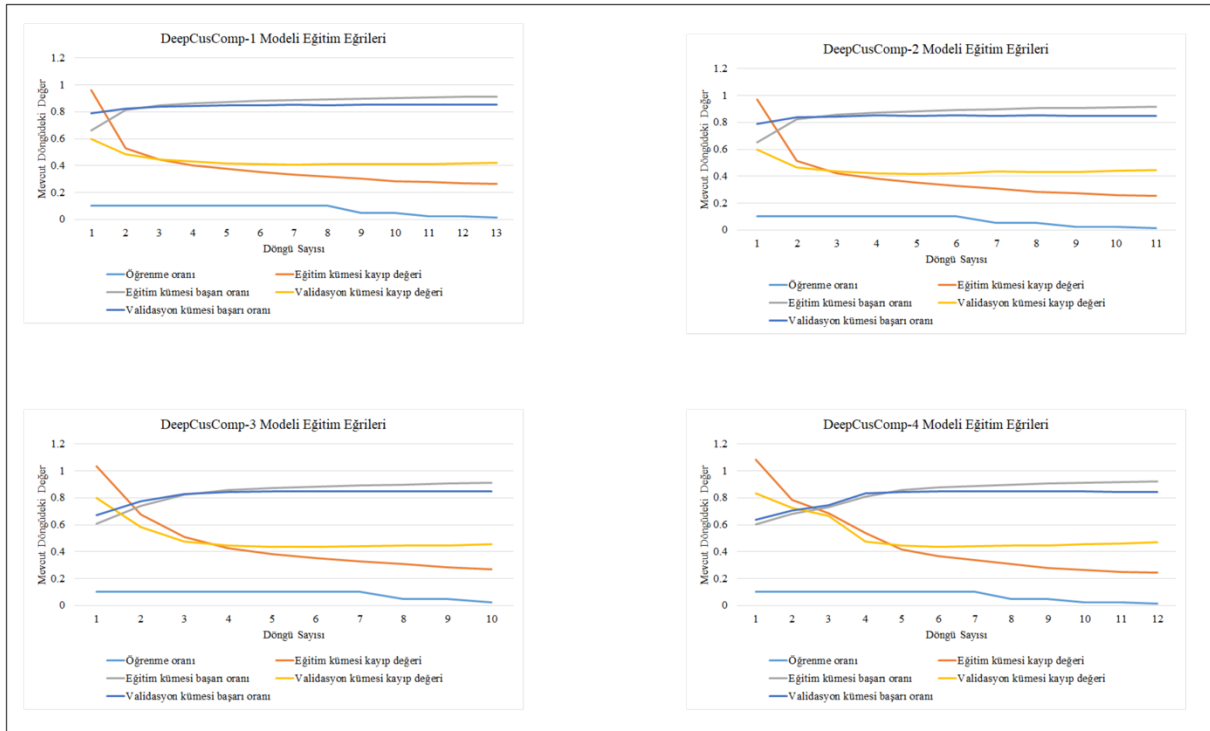 DeepCusComp-1 Modeli Eğitim Eğrileri
Mevcut Döngüdeki Değer
1.2
1
0.8
0.6
0.4
0.2
0
1 2 3 4 5 6 7 8 9 10 11 12 13
Döngü Sayısı
Öğrenme oranı
Eğitim kümesi kayıp değeri
Eğitim kümesi başarı oranı
Validasyon kümesi kayıp değeri
Validasyon kümesi başarı oranı
DeepCusComp-2 Modeli Eğitim Eğrileri
Mevcut Döngüdeki Değer
1.2
1
0.8
0.6
0.4
0.2
0
1 2 3 4 5 6 7 8 9 10 11
Döngü Sayısı
Öğrenme oranı
Eğitim kümesi kayıp değeri
Eğitim kümesi başarı oranı
Validasyon kümesi kayıp değeri
Validasyon kümesi başarı oranı
DeepCusComp-3 Modeli Eğitim Eğrileri
Mevcut Döngüdeki Değer
1.2
1
0.8
0.6
0.4
0.2
0
1 2 3 4 5 6 7 8 9 10
Döngü Sayısı
Öğrenme oranı
Eğitim kümesi kayıp değeri
Eğitim kümesi başarı oranı
Validasyon kümesi kayıp değeri
Validasyon kümesi başarı oranı
DeepCusComp-4 Modeli Eğitim Eğrileri
Mevcut Döngüdeki Değer
1.2
1
0.8
0.6
0.4
0.2
0
1 2 3 4 5 6 7 8 9 10 11 12
Döngü Sayısı
Öğrenme oranı
Eğitim kümesi kayıp değeri
Eğitim kümesi başarı oranı
Validasyon kümesi kayıp değeri
Validasyon kümesi başarı oranı